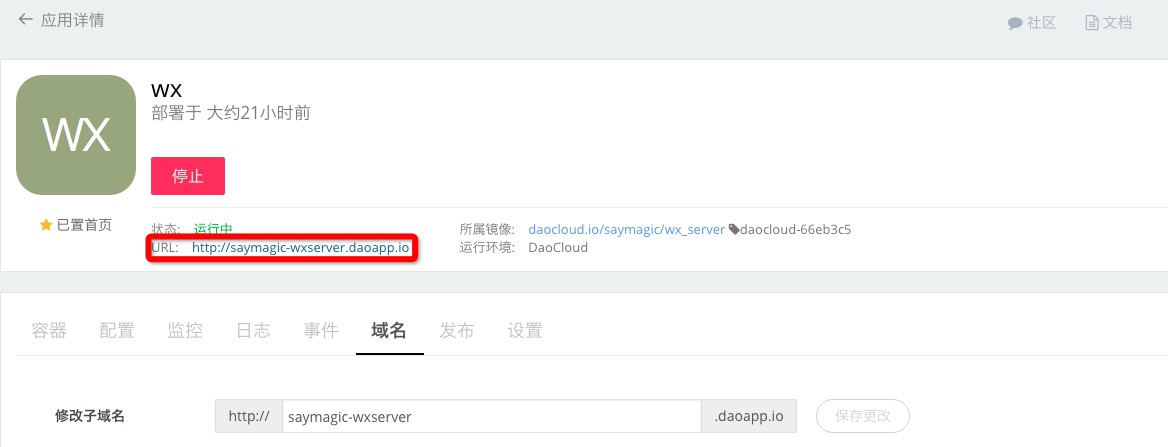 应用详情
社区 文档
WX
wx
部署于 大约21小时前
停止
已置首页
状态: 运行中
URL: http://saymagic-wxserver.daoapp.io
所属镜像: daocloud.io/saymagic/wx_server daocloud-66eb3c5
运行环境: DaoCloud
容器 配置 监控 日志 事件 域名 发布 设置
修改子域名 http:// saymagic-wxserver .daoapp.io 保存更改